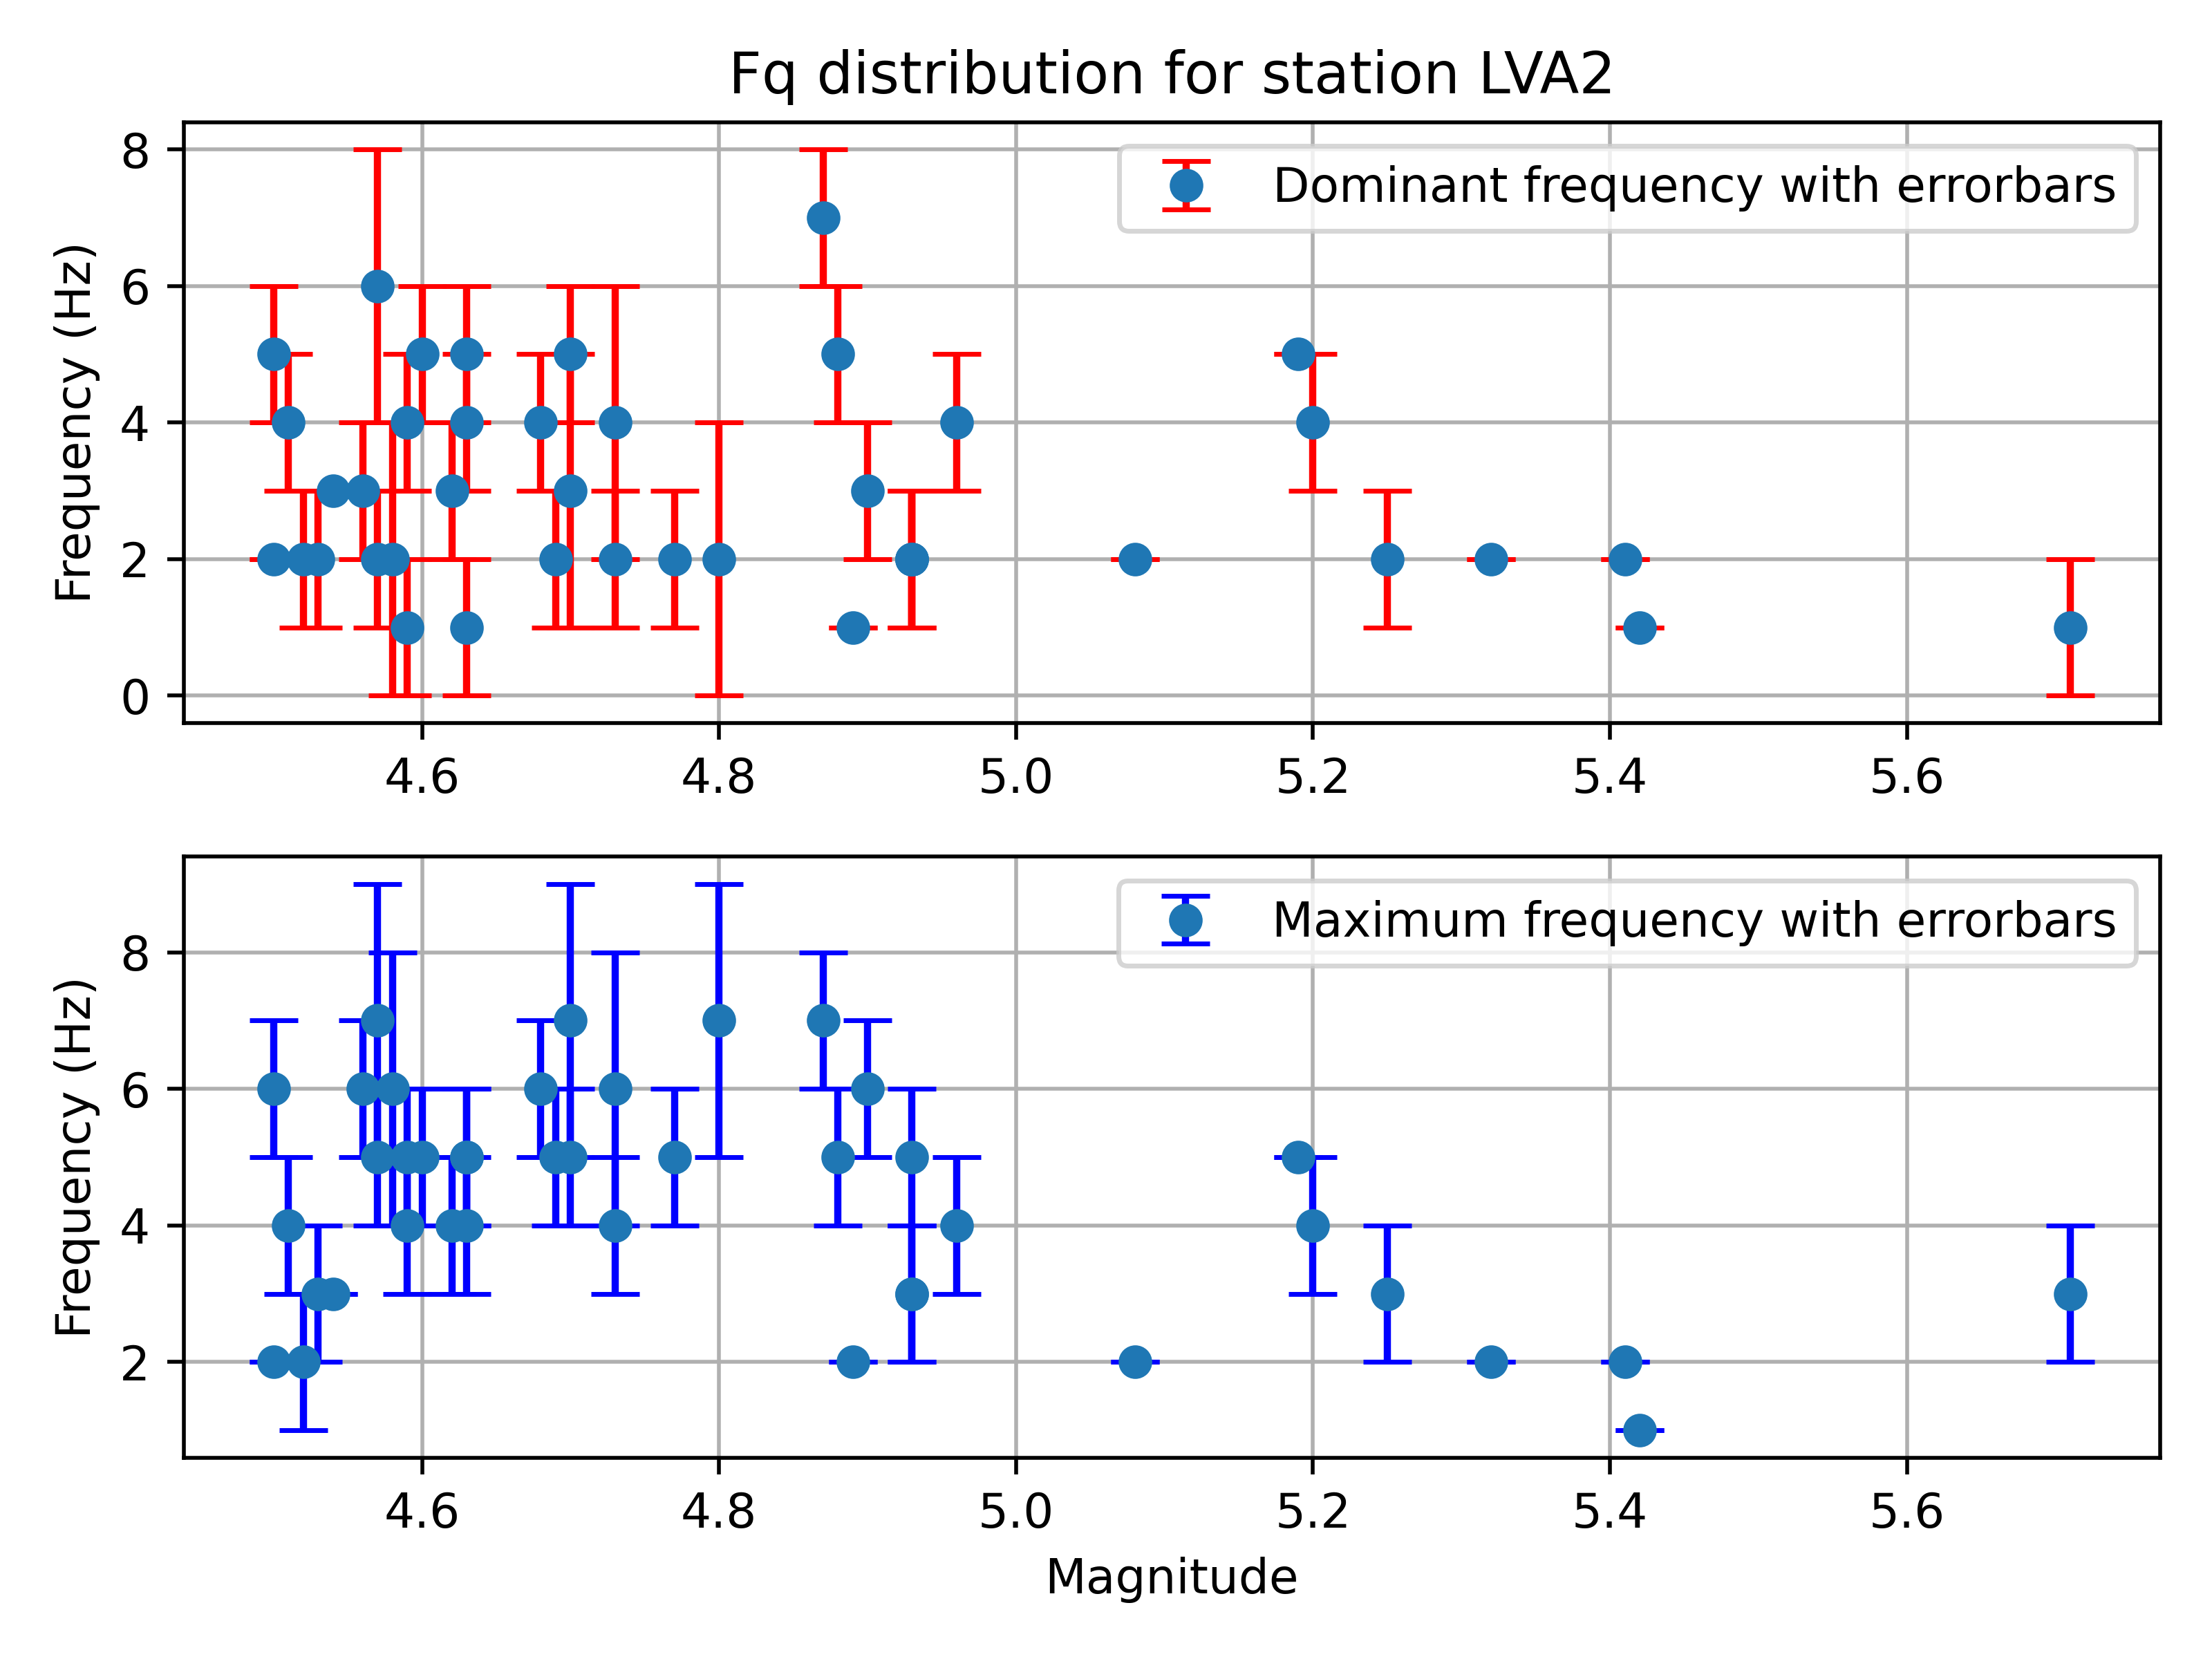 Fq distribution for station LVA2
Frequency (Hz)
8
6
4
2
0
Dominant frequency with errorbars
4.6 4.8 5.0 5.2 5.4 5.6
Frequency (Hz)
8
6
4
2
Maximum frequency with errorbars
4.6 4.8 5.0 5.2 5.4 5.6
Magnitude